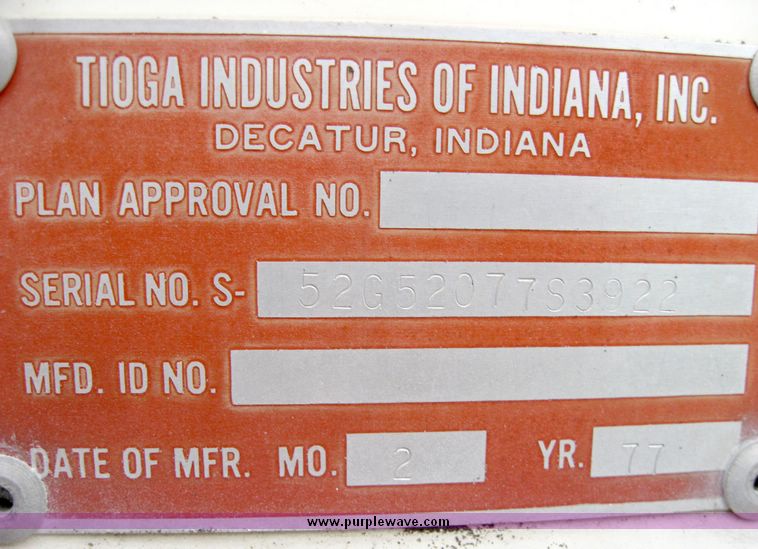 TIOGA INDUSTRIES OF INDIANA, INC.
DECATUR, INDIANA
PLAN APPROVAL NO.
SERIAL NO. S- 52G52077S3922
MFD. ID NO.
DATE OF MFR. MO. 2 YR. 77
www.purplewave.com